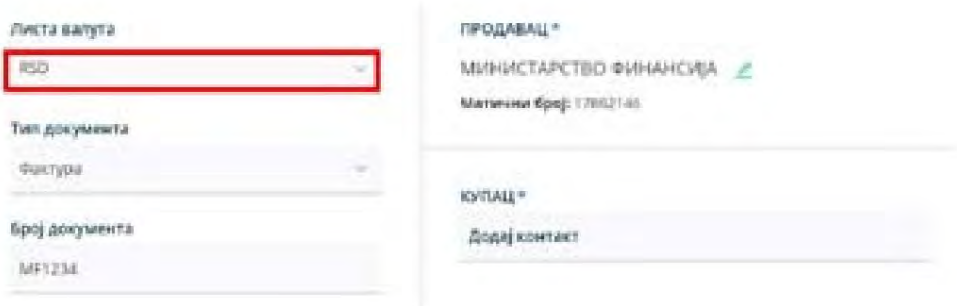 Листа валута
RSD
Тип документа
Фактура
Број документа
MF1234
ПРОДАВАЦ *
МИНИСТАРСТВО ФИНАНСИЈА
Матични број: 17862146
КУПАЦ *
Додај контакт